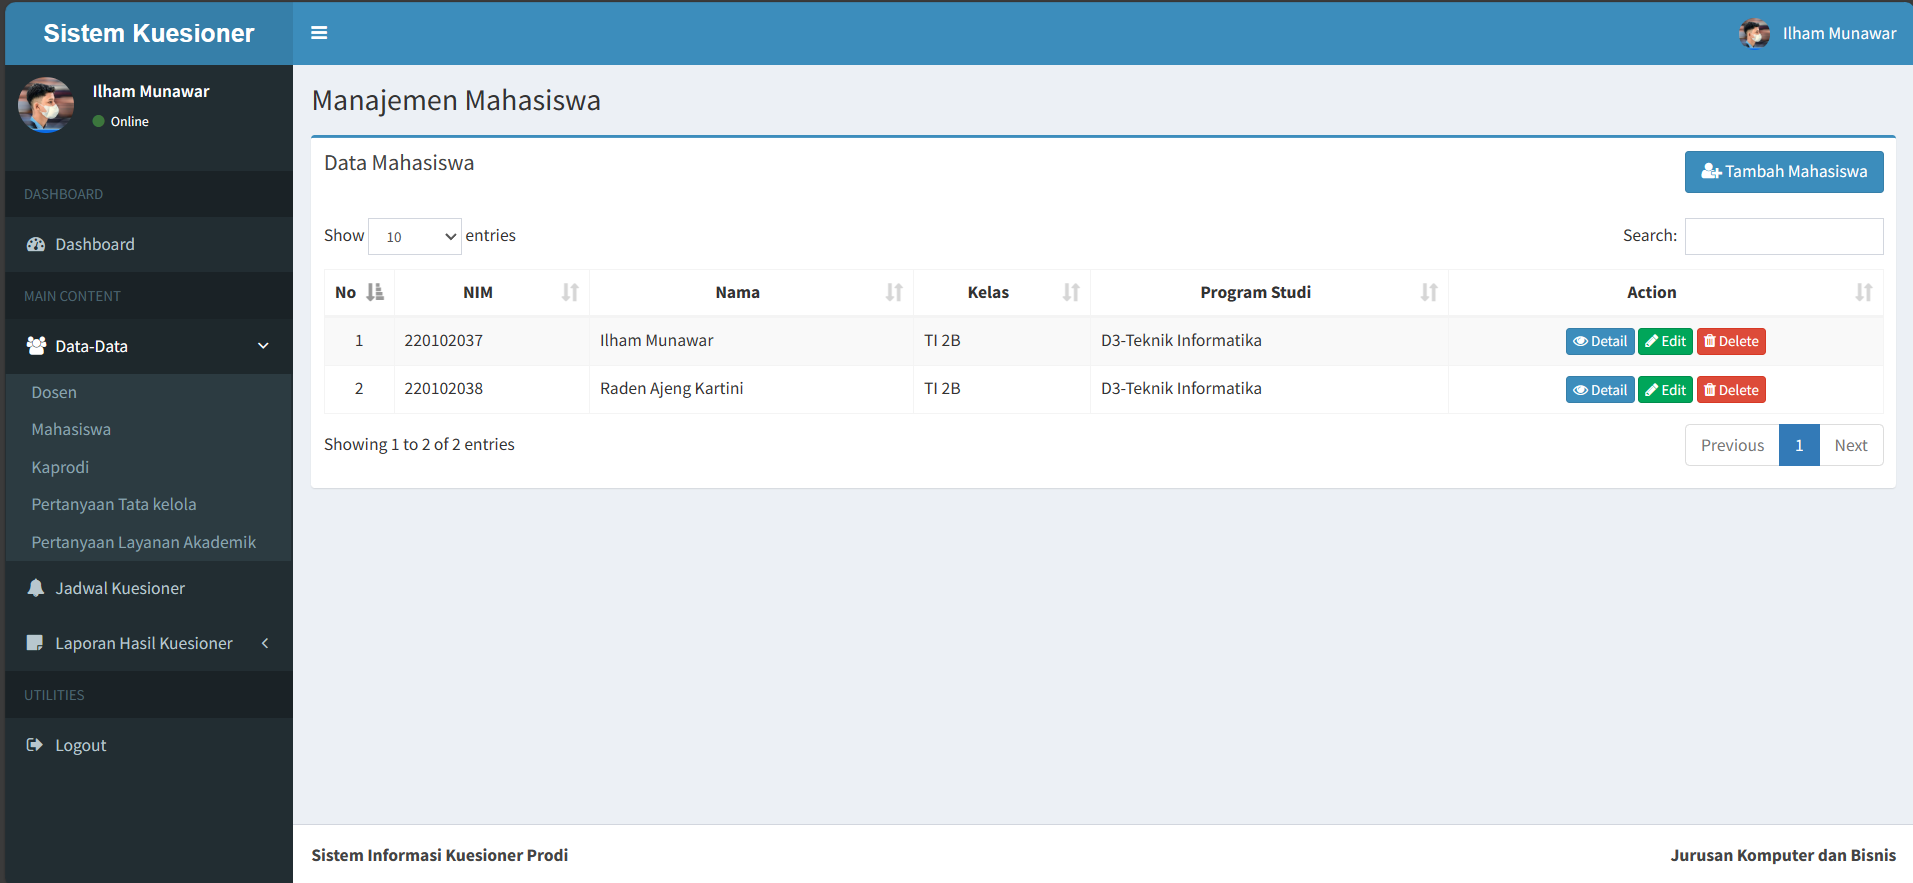 Sistem Kuesioner
Ilham Munawar
Ilham Munawar
Online
DASHBOARD
Dashboard
MAIN CONTENT
Data-Data
Dosen
Mahasiswa
Kaprodi
Pertanyaan Tata kelola
Pertanyaan Layanan Akademik
Jadwal Kuesioner
Laporan Hasil Kuesioner
UTILITIES
Logout
Manajemen Mahasiswa
Data Mahasiswa
Tambah Mahasiswa
Show 10 entries
Search:
No NIM Nama Kelas Program Studi Action
1 220102037 Ilham Munawar TI 2B D3-Teknik Informatika Detail Edit Delete
2 220102038 Raden Ajeng Kartini TI 2B D3-Teknik Informatika Detail Edit Delete
Showing 1 to 2 of 2 entries
Previous 1 Next
Sistem Informasi Kuesioner Prodi
Jurusan Komputer dan Bisnis